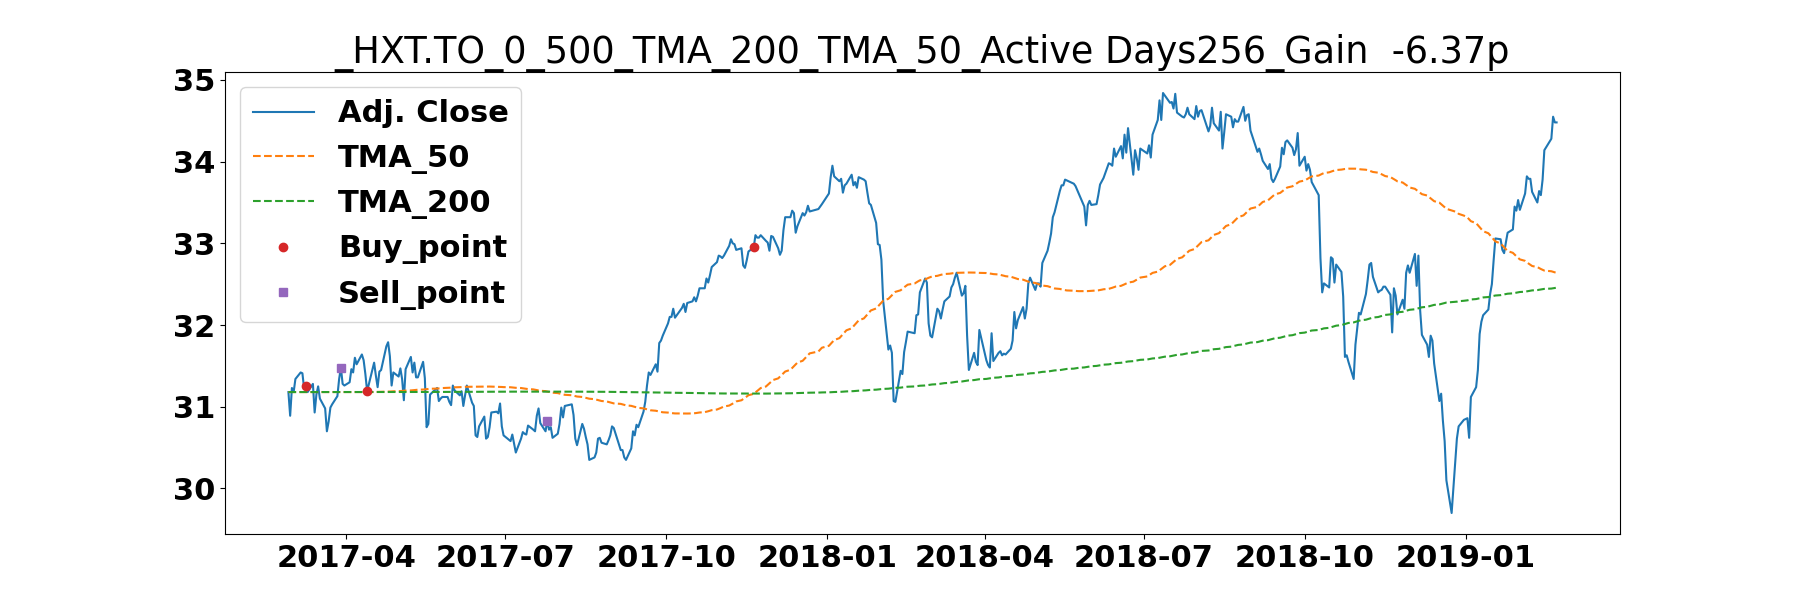 _HXT.TO_0_500_TMA_200_TMA_50_Active Days256_Gain  -6.37p
35
34
33
32
31
30
Adj. Close
TMA_50
TMA_200
Buy_point
Sell_point
2017-04 2017-07 2017-10 2018-01 2018-04 2018-07 2018-10 2019-01